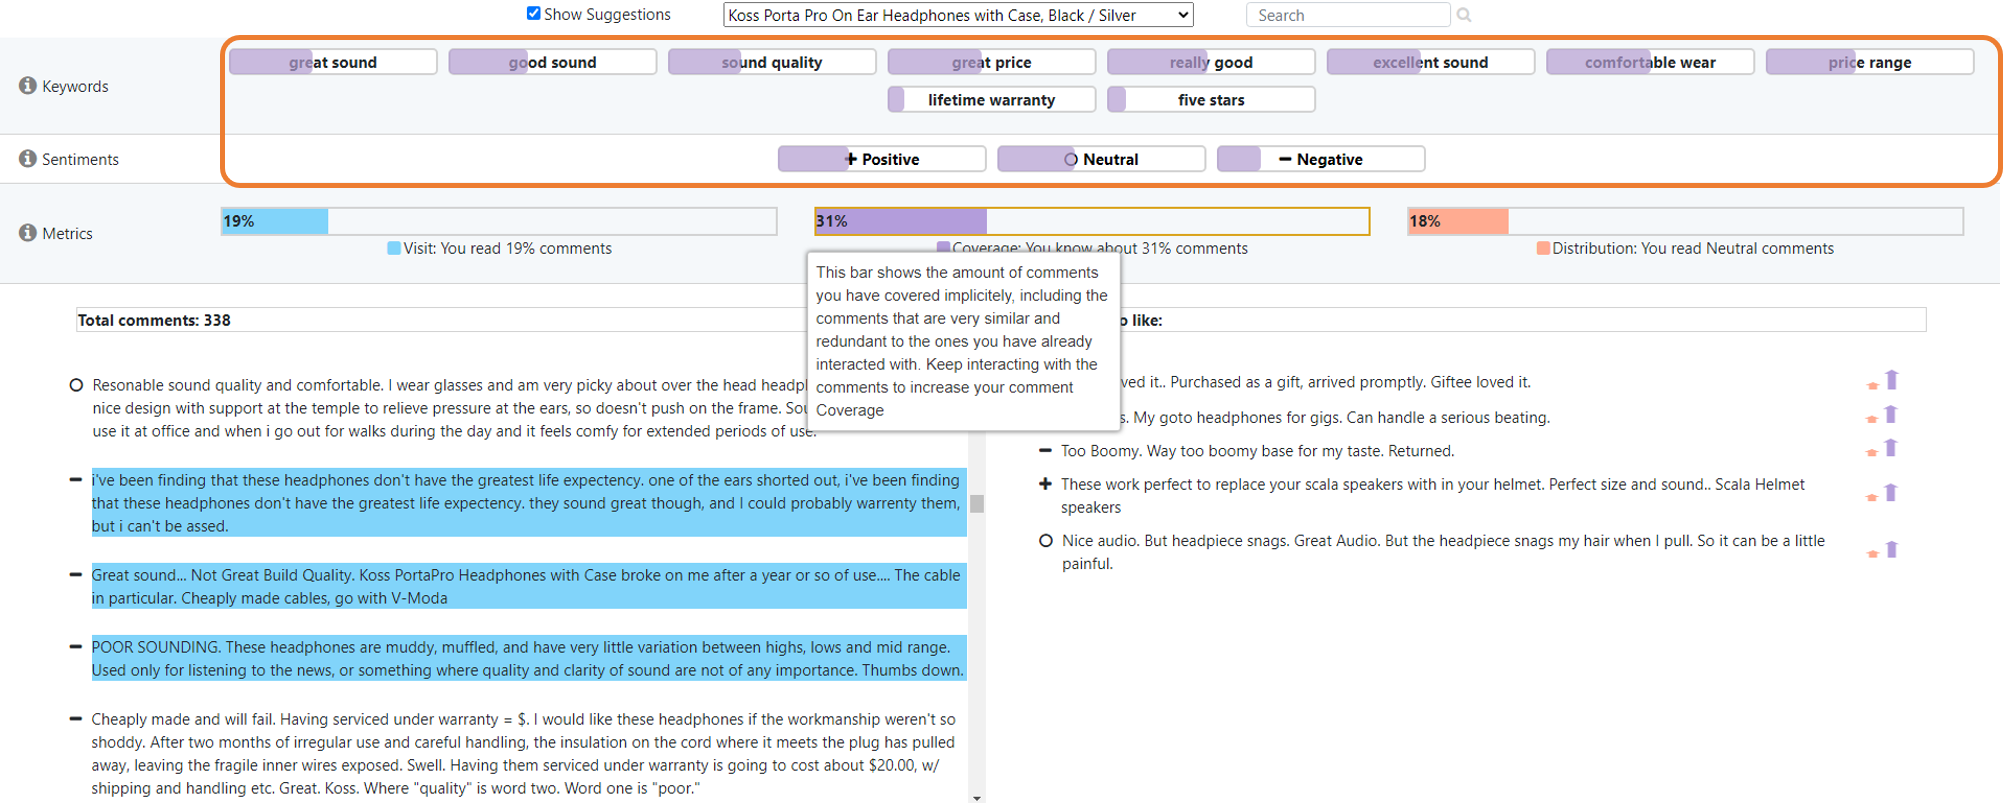 Show Suggestions
Koss Porta Pro On Ear Headphones with Case, Black / Silver
Search
Keywords
great sound
good sound
sound quality
great price
really good
excellent sound
comfortable wear
price range
lifetime warranty
five stars
Sentiments
Positive
Neutral
Negative
Metrics
19%
31%
18%
Visit: You read 19% comments
Coverage: You know about 31% comments
Distribution: You read Neutral comments
This bar shows the amount of comments
you have covered implicitely, including the
comments that are very similar and
redundant to the ones you have already
interacted with. Keep interacting with the
comments to increase your comment
Coverage
Total comments: 338
o like:
Resonable sound quality and comfortable. I wear glasses and am very picky about over the head headp
nice design with support at the temple to relieve pressure at the ears, so doesn't push on the frame. Sou
use it at office and when i go out for walks during the day and it feels comfy for extended periods of use.
i've been finding that these headphones don't have the greatest life expectency. one of the ears shorted out, i've been finding
that these headphones don't have the greatest life expectency. they sound great though, and I could probably warrenty them,
but i can't be assed.
Great sound... Not Great Build Quality. Koss PortaPro Headphones with Case broke on me after a year or so of use.... The cable
in particular. Cheaply made cables, go with V-Moda
POOR SOUNDING. These headphones are muddy, muffled, and have very little variation between highs, lows and mid range.
Used only for listening to the news, or something where quality and clarity of sound are not of any importance. Thumbs down.
Cheaply made and will fail. Having serviced under warranty = $. I would like these headphones if the workmanship weren't so
shoddy. After two months of irregular use and careful handling, the insulation on the cord where it meets the plug has pulled
away, leaving the fragile inner wires exposed. Swell. Having them serviced under warranty is going to cost about $20.00, w/
shipping and handling etc. Great. Koss. Where "quality" is word two. Word one is "poor."
ved it.. Purchased as a gift, arrived promptly. Giftee loved it.
s. My goto headphones for gigs. Can handle a serious beating.
Too Boomy. Way too boomy base for my taste. Returned.
These work perfect to replace your scala speakers with in your helmet. Perfect size and sound.. Scala Helmet
speakers
Nice audio. But headpiece snags. Great Audio. But the headpiece snags my hair when I pull. So it can be a little
painful.